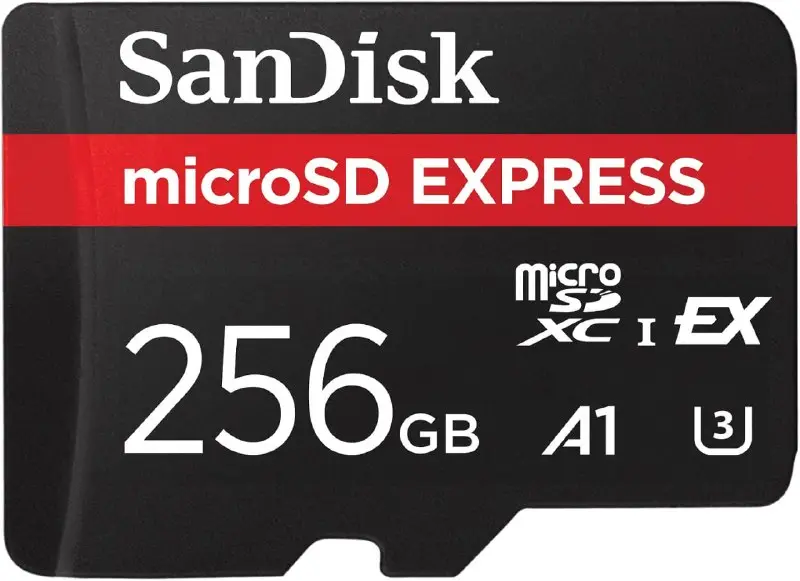 SanDisk
microSD EXPRESS
micro
SD
XC I EX
256GB
A1 3